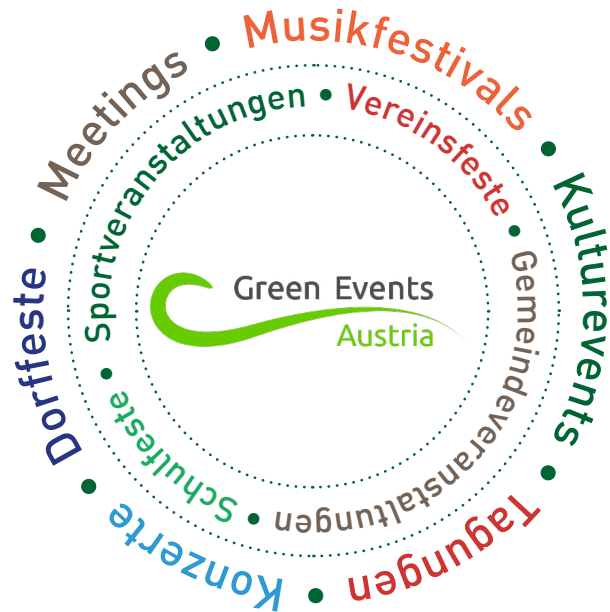 Musikfestivals • Kulturevents • Tagungen • Konzerte • Dorffeste • Meetings •
Vereinsfeste • Gemeindeveranstaltungen • Schulfeste • Sportveranstaltungen •
Green Events
Austria